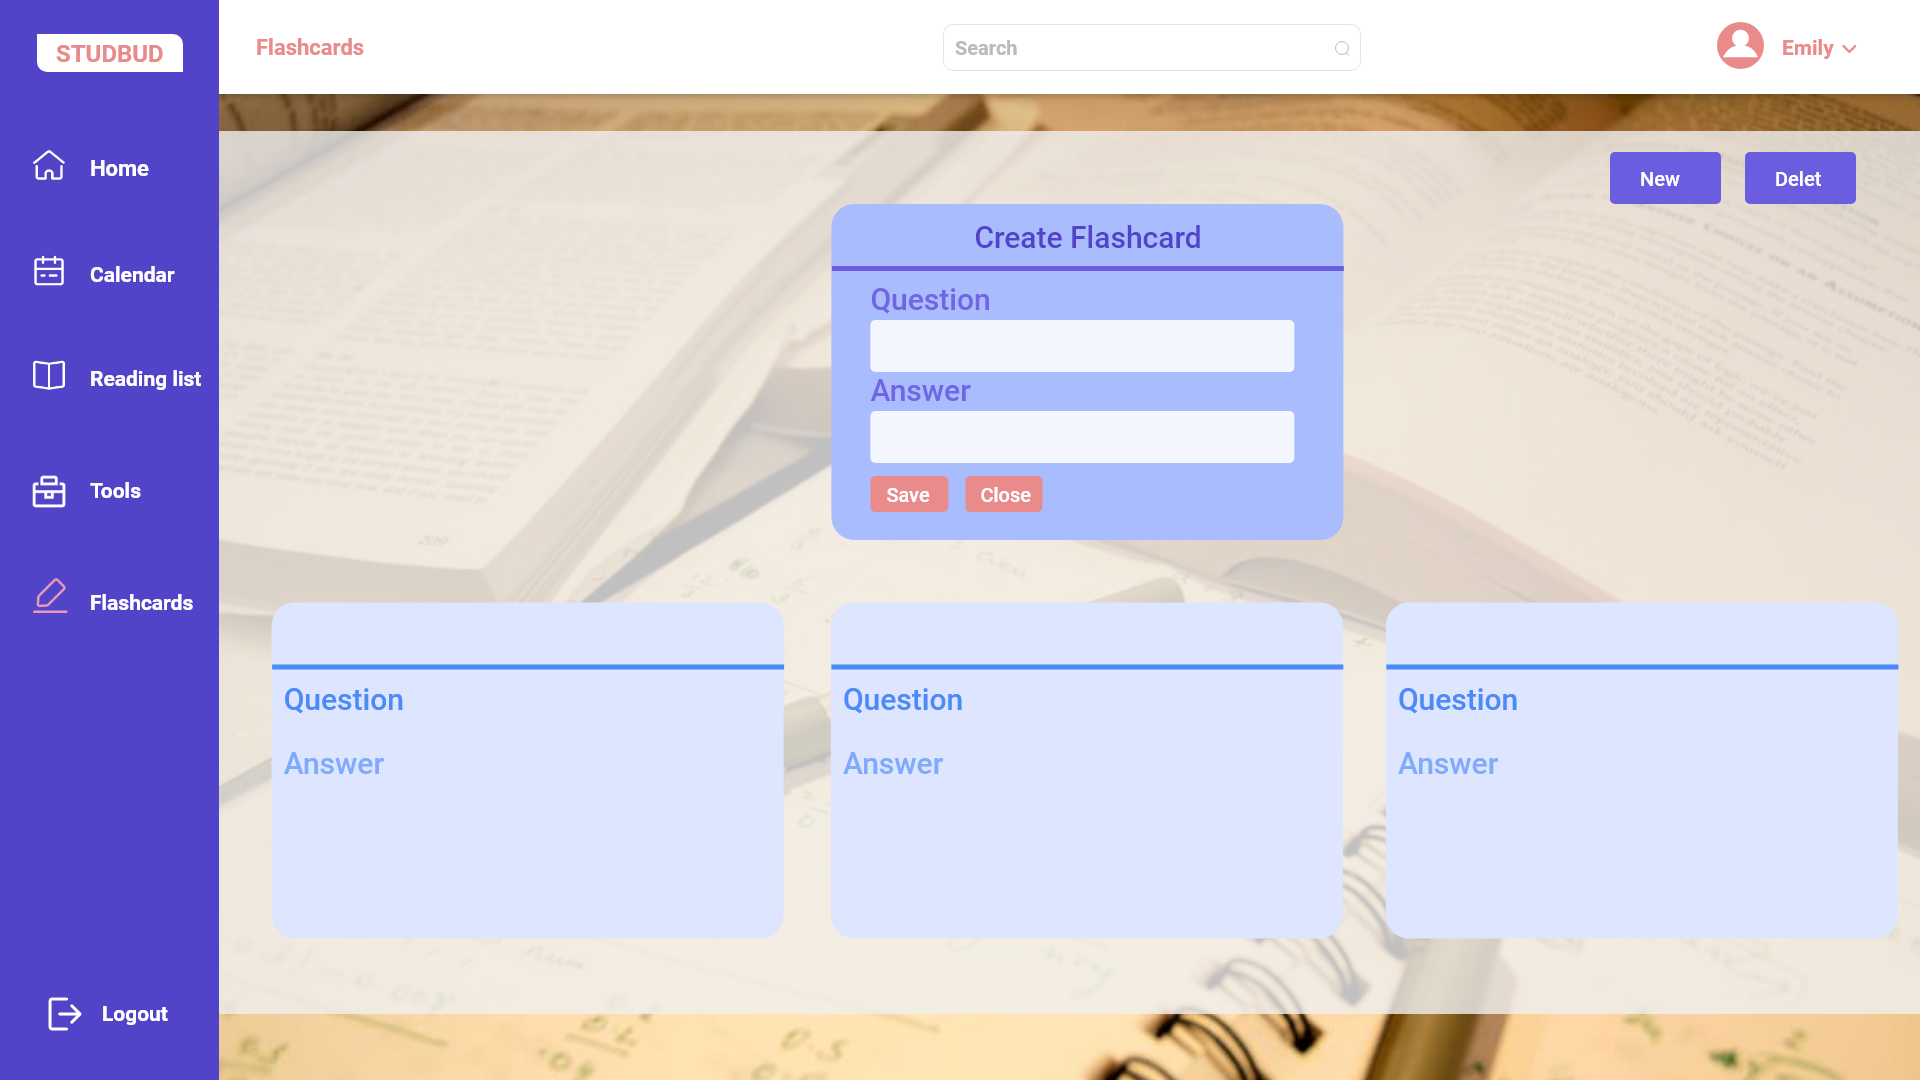 STUDBUD
Flashcards
Search
Emily
Home
Calendar
Reading list
Tools
Flashcards
Logout
New
Delet
Create Flashcard
Question
Answer
Save
Close
209
Question
Answer
Question
Answer
Question
Answer